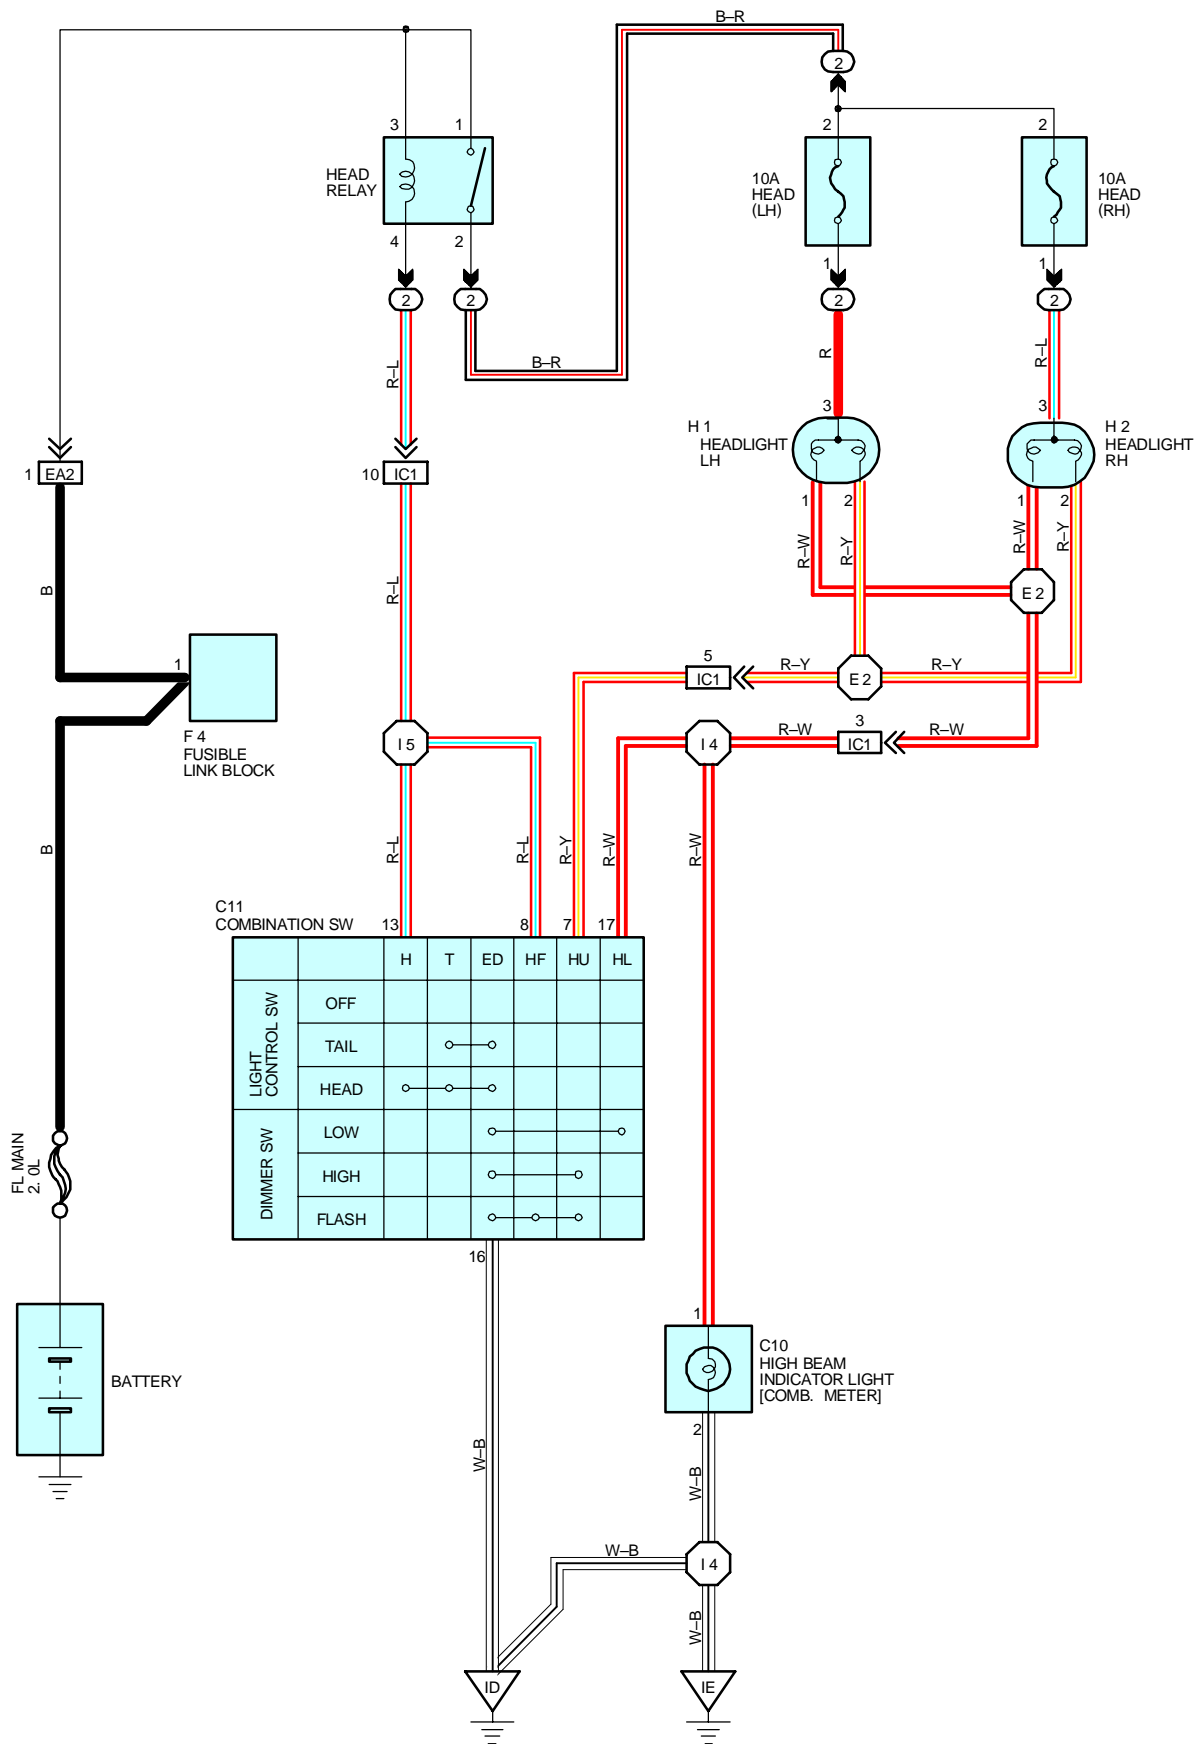 B–R
2
3
1
2
2
HEAD
RELAY
10A
HEAD
(LH)
10A
HEAD
(RH)
4
2
1
1
2
2
2
2
R–L
B–R
R
R–L
3
3
H 1
HEADLIGHT
LH
H 2
HEADLIGHT
RH
1
EA2
10
IC1
1
2
1
2
R–W
R–Y
R–W
R–Y
B
R–L
E 2
1
5
IC1
R–Y
E 2
R–Y
F 4
FUSIBLE
LINK BLOCK
I 5
I 4
R–W
3
IC1
R–W
B
R–L
R–L
R–Y
R–W
R–W
C11
COMBINATION SW
13
8
7
17
H
T
ED
HF
HU
HL
LIGHT
CONTROL SW
OFF
TAIL
HEAD
DIMMER SW
LOW
HIGH
FLASH
FL MAIN
2. 0L
16
1
C10
HIGH BEAM
INDICATOR LIGHT
[COMB. METER]
BATTERY
2
W–B
W–B
W–B
I 4
W–B
ID
IE